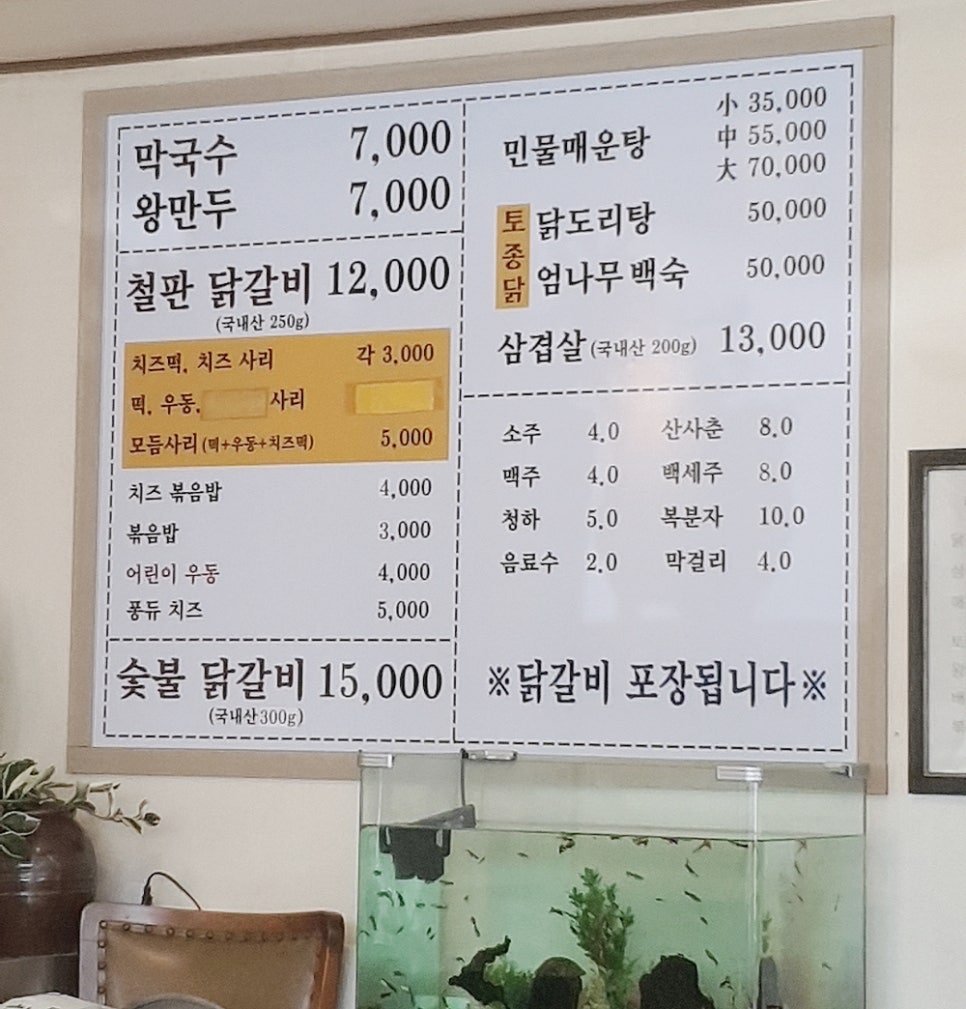 막국수 7,000
왕만두 7,000
철판 닭갈비 12,000
(국내산 250g)
치즈떡, 치즈 사리 각 3,000
떡, 우동, 사리
모듬사리 (떡+우동+치즈떡) 5,000
치즈 볶음밥 4,000
볶음밥 3,000
어린이 우동 4,000
퐁듀 치즈 5,000
숯불 닭갈비 15,000
(국내산300g)
민물매운탕 小 35,000
中 55,000
大 70,000
토종닭
닭도리탕 50,000
엄나무 백숙 50,000
삼겹살 (국내산 200g) 13,000
소주 4.0 산사춘 8.0
맥주 4.0 백세주 8.0
청하 5.0 복분자 10.0
음료수 2.0 막걸리 4.0
※닭갈비 포장됩니다※